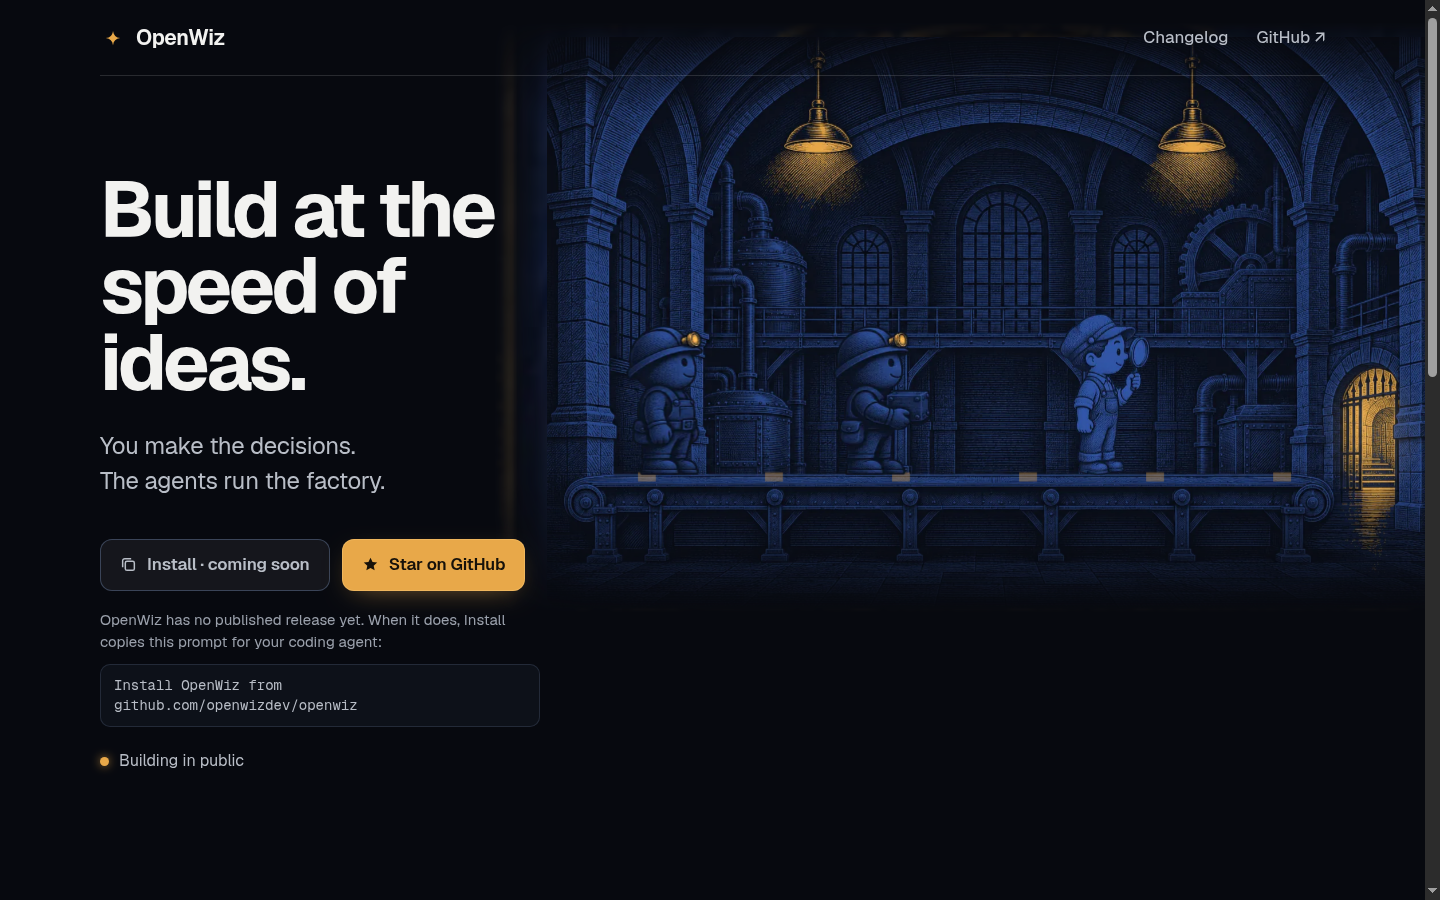 OpenWiz
Changelog
GitHub ↗
Build at the
speed of
ideas.
You make the decisions.
The agents run the factory.
Install · coming soon
Star on GitHub
OpenWiz has no published release yet. When it does, Install
copies this prompt for your coding agent:
Install OpenWiz from
github.com/openwizdev/openwiz
Building in public